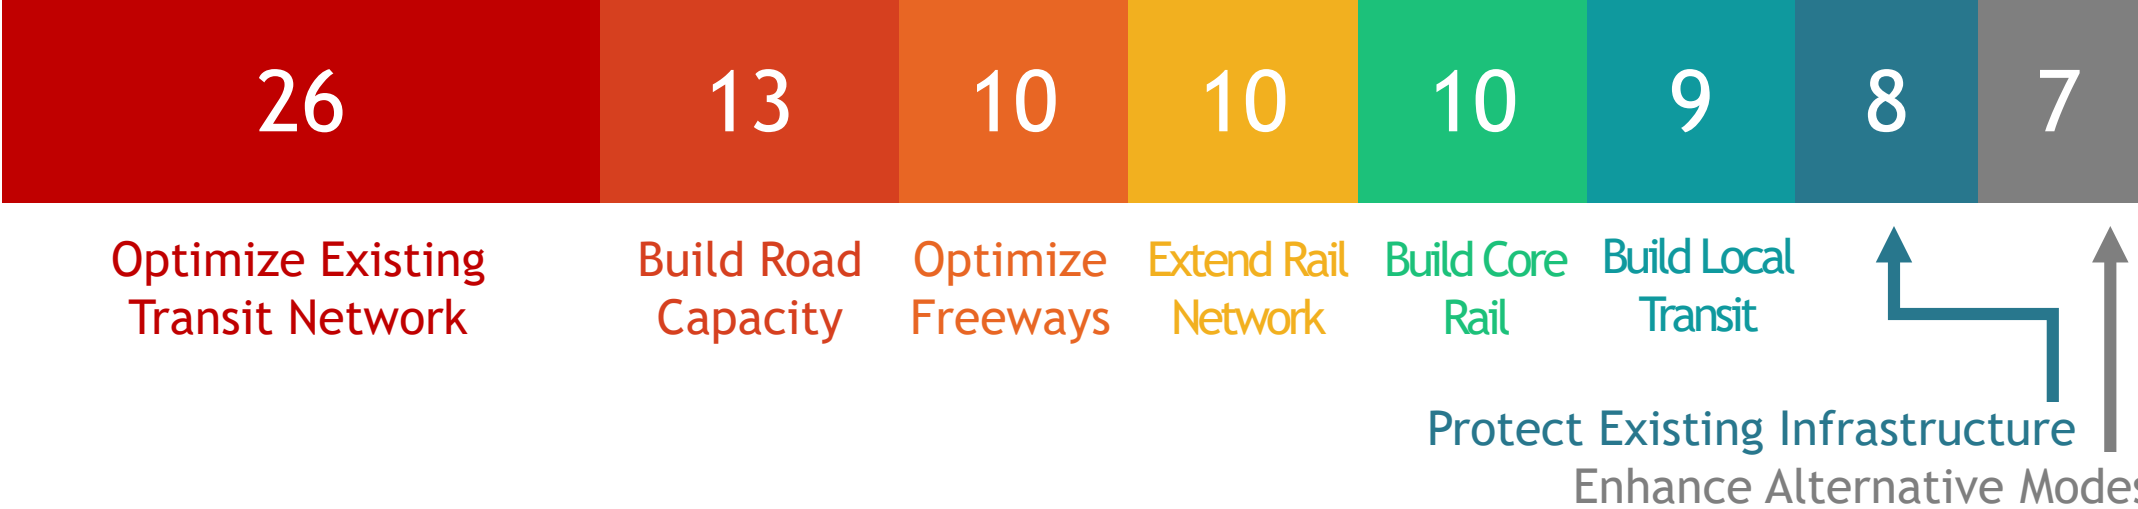 26 13 10 10 10 9 8 7
Optimize Existing
Transit Network
Build Road
Capacity
Optimize
Freeways
Extend Rail
Network
Build Core
Rail
Build Local
Transit
Protect Existing Infrastructure
Enhance Alternative Modes